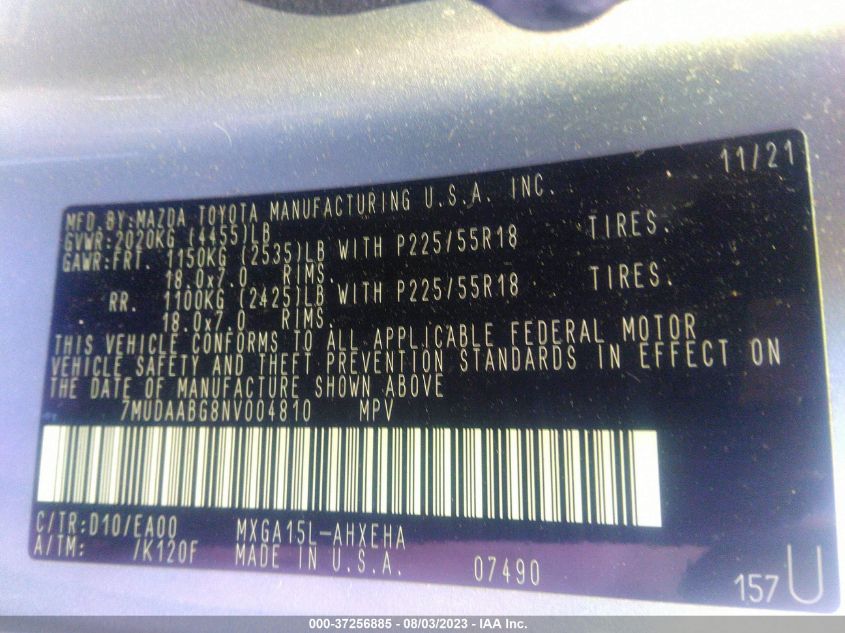 11/21
MFD.BY:MAZDA TOYOTA MANUFACTURING U.S.A. INC.
GVWR:2020KG (4455)LB
GAWR:FRT. 1150KG (2535)LB WITH P225/55R18 TIRES.
18.0x7.0 RIMS.
RR. 1100KG (2425)LB WITH P225/55R18 TIRES.
18.0x7.0 RIMS.
THIS VEHICLE CONFORMS TO ALL APPLICABLE FEDERAL MOTOR
VEHICLE SAFETY AND THEFT PREVENTION STANDARDS IN EFFECT ON
THE DATE OF MANUFACTURE SHOWN ABOVE
7MUDAABG8NV004810 MPV
C/TR:D10/EA00 MXGA15L-AHXEHA
A/TM: /K120F MADE IN U.S.A. 07490
157U
000-37256885 - 08/03/2023 - IAA Inc.